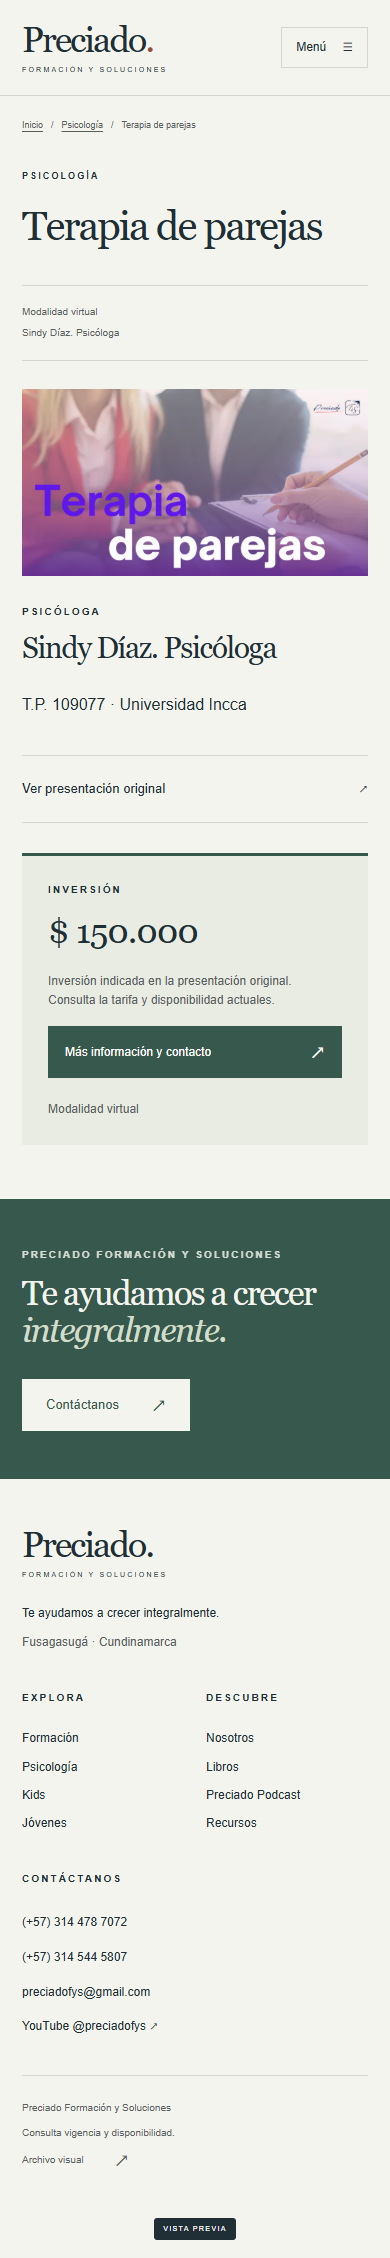 Preciado.
FORMACIÓN Y SOLUCIONES
Menú
Inicio / Psicología / Terapia de parejas
PSICOLOGÍA
Terapia de parejas
Modalidad virtual
Sindy Díaz. Psicóloga
Preciado
Terapia
de parejas
PSICÓLOGA
Sindy Díaz. Psicóloga
T.P. 109077 · Universidad Incca
Ver presentación original ↗
INVERSIÓN
$ 150.000
Inversión indicada en la presentación original.
Consulta la tarifa y disponibilidad actuales.
Más información y contacto ↗
Modalidad virtual
PRECIADO FORMACIÓN Y SOLUCIONES
Te ayudamos a crecer
integralmente.
Contáctanos ↗
Preciado.
FORMACIÓN Y SOLUCIONES
Te ayudamos a crecer integralmente.
Fusagasugá · Cundinamarca
EXPLORA
Formación
Psicología
Kids
Jóvenes
DESCUBRE
Nosotros
Libros
Preciado Podcast
Recursos
CONTÁCTANOS
(+57) 314 478 7072
(+57) 314 544 5807
preciadofys@gmail.com
YouTube @preciadofys ↗
Preciado Formación y Soluciones
Consulta vigencia y disponibilidad.
Archivo visual ↗
VISTA PREVIA